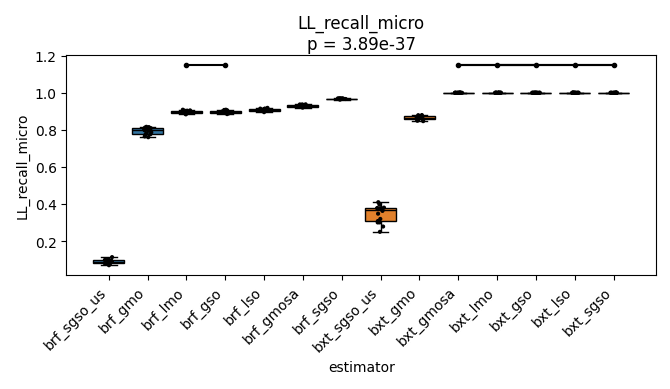 LL_recall_micro
p = 3.89e-37
LL_recall_micro
1.2
1.0
0.8
0.6
0.4
0.2
brf_sgso_us
brf_gmo
brf_lmo
brf_gso
brf_lso
brf_gmosa
brf_sgso
bxt_sgso_us
bxt_gmo
bxt_gmosa
bxt_lmo
bxt_gso
bxt_lso
bxt_sgso
estimator